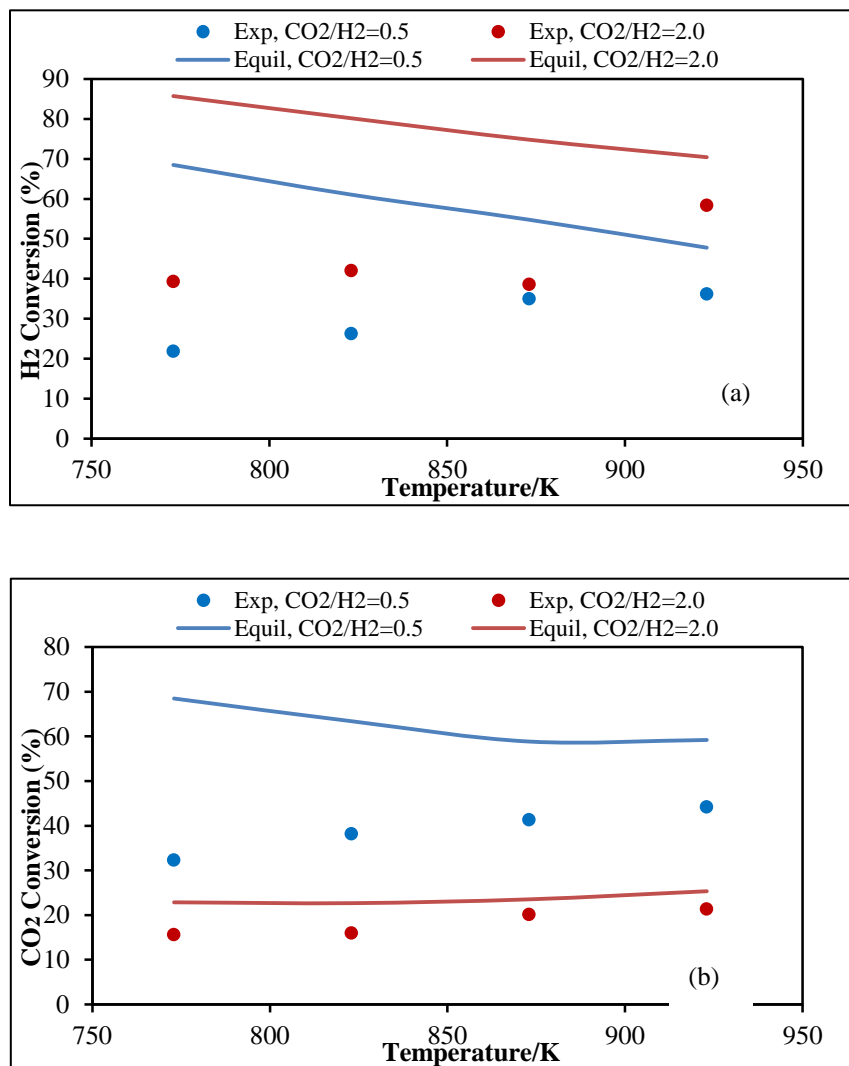 Exp, CO2/H2=0.5 Exp, CO2/H2=2.0
Equil, CO2/H2=0.5 Equil, CO2/H2=2.0
90
80
70
60
50
40
30
20
10
0
H2 Conversion (%)
(a)
750 800 850 900 950
Temperature/K
Exp, CO2/H2=0.5 Exp, CO2/H2=2.0
Equil, CO2/H2=0.5 Equil, CO2/H2=2.0
80
70
60
50
40
30
20
10
0
CO2 Conversion (%)
(b)
750 800 850 900 950
Temperature/K